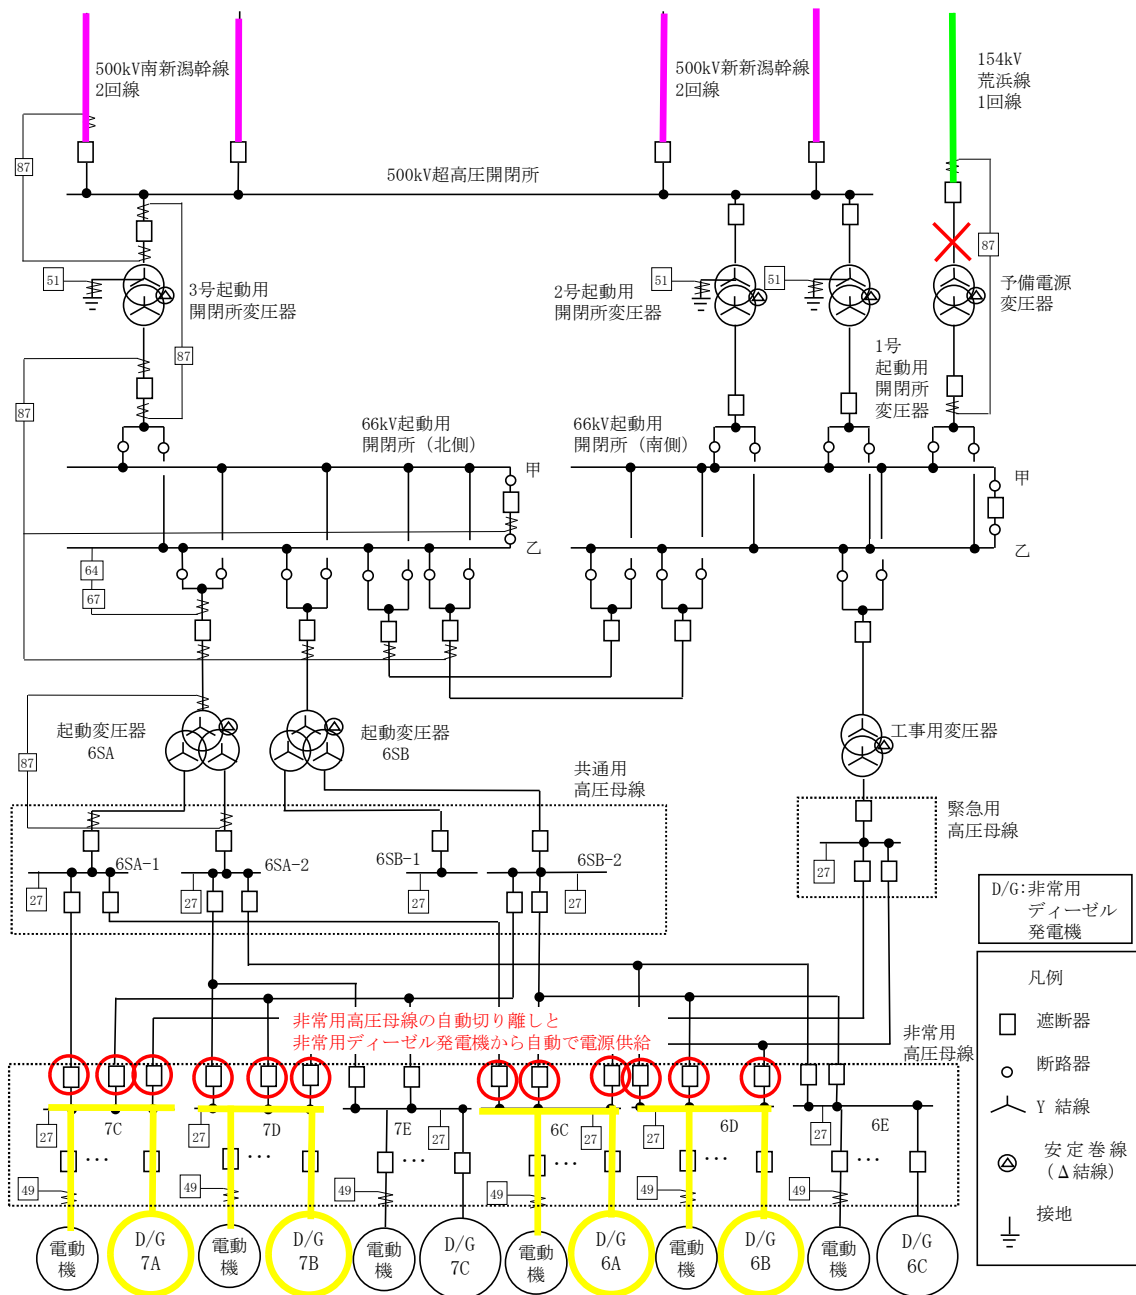 500kV南新潟幹線
2回線
500kV新新潟幹線
2回線
154kV
荒浜線
1回線
87
500kV超高圧開閉所
51
3号起動用
開閉所変圧器
87
51
2号起動用
開閉所変圧器
51
1号
起動用
開閉所
変圧器
87
予備電源
変圧器
87
66kV起動用
開閉所（北側）
66kV起動用
開閉所（南側）
甲
甲
乙
乙
64
67
起動変圧器
6SA
起動変圧器
6SB
工事用変圧器
87
共通用
高圧母線
緊急用
高圧母線
6SA-1
6SA-2
6SB-1
6SB-2
27
27
27
27
27
D/G:非常用
ディーゼル
発電機
凡例
遮断器
断路器
Y 結線
安定巻線
(Δ結線)
接地
非常用高圧母線の自動切り離しと
非常用ディーゼル発電機から自動で電源供給
非常用
高圧母線
7C
7D
7E
6C
6D
6E
27
27
27
27
27
27
…
…
…
…
…
…
49
49
49
49
49
49
電動
機
D/G
7A
電動
機
D/G
7B
電動
機
D/G
7C
電動
機
D/G
6A
電動
機
D/G
6B
電動
機
D/G
6C